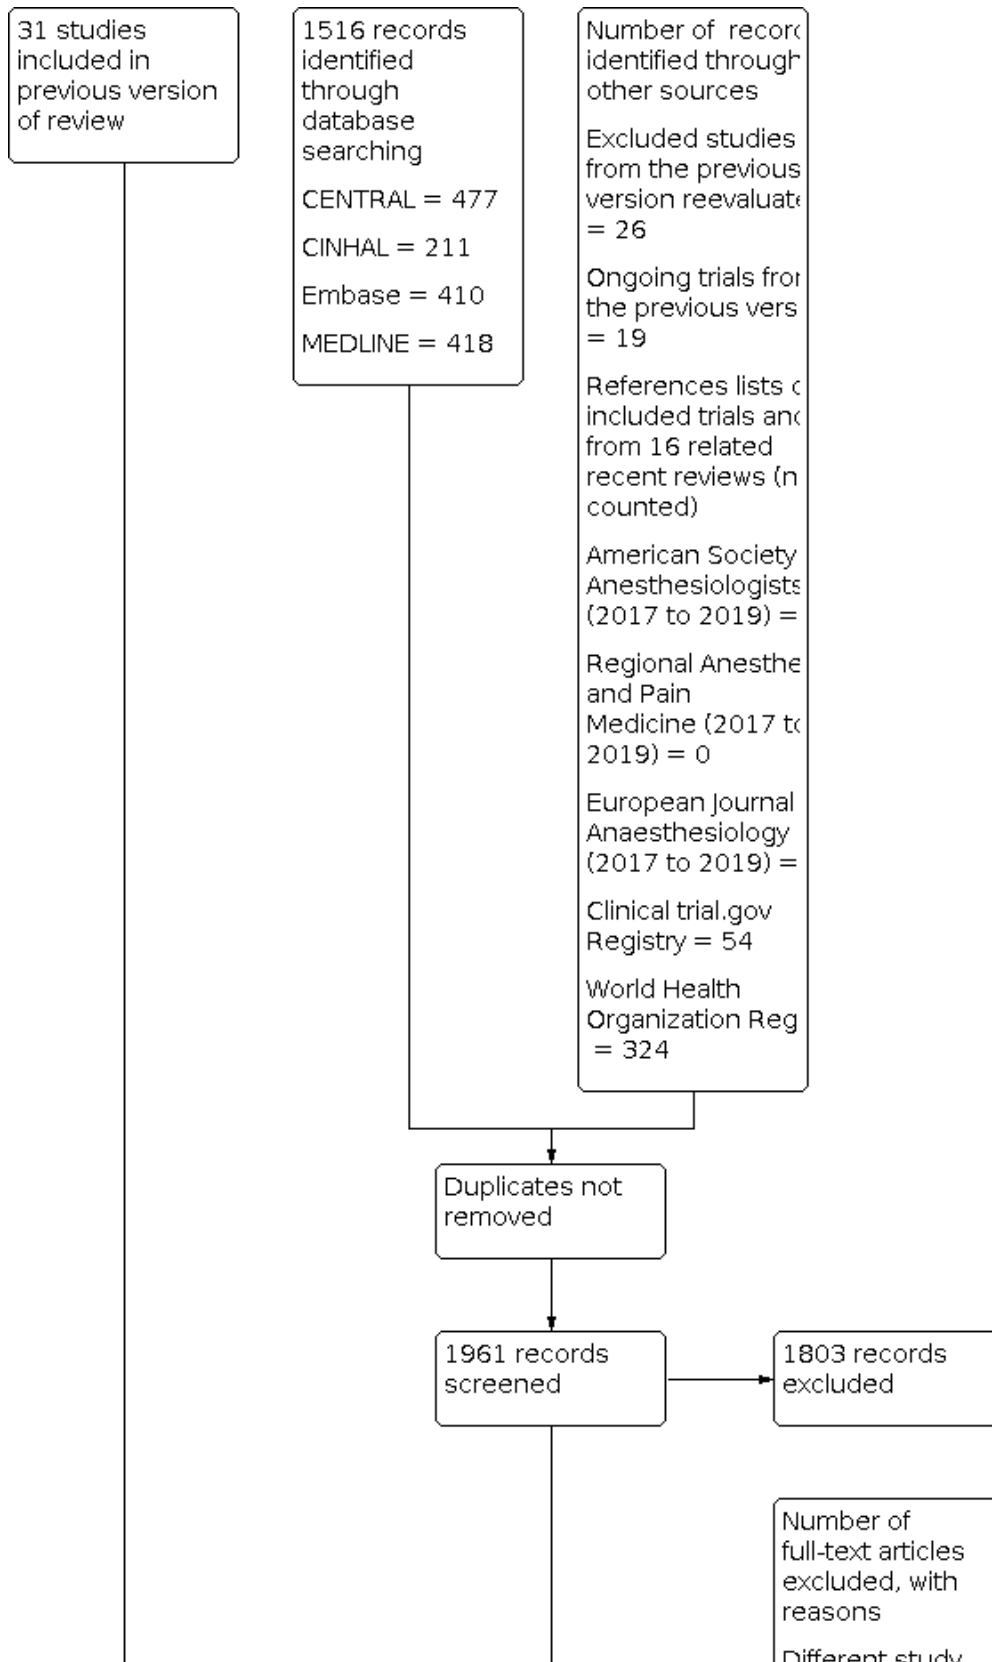 31 studies
included in
previous version
of review
1516 records
identified
through
database
searching
CENTRAL = 477
CINHAL = 211
Embase = 410
MEDLINE = 418
Number of
identified through
other sources
Excluded studies
from the previous
version
= 26
Ongoing trials
the previous
= 19
References lists
included trials
from 16 related
recent reviews
counted)
American Society
Anesthesiologists
(2017 to 2019) =
Regional
and Pain
Medicine (2017
2019) = 0
European Journal
Anaesthesiology
(2017 to 2019) =
Clinical trial.gov
Registry = 54
World Health
Organization
= 324
Duplicates not
removed
1961 records
screened
1803 records
excluded
Number of
full-text articles
excluded, with
reasons
Different study